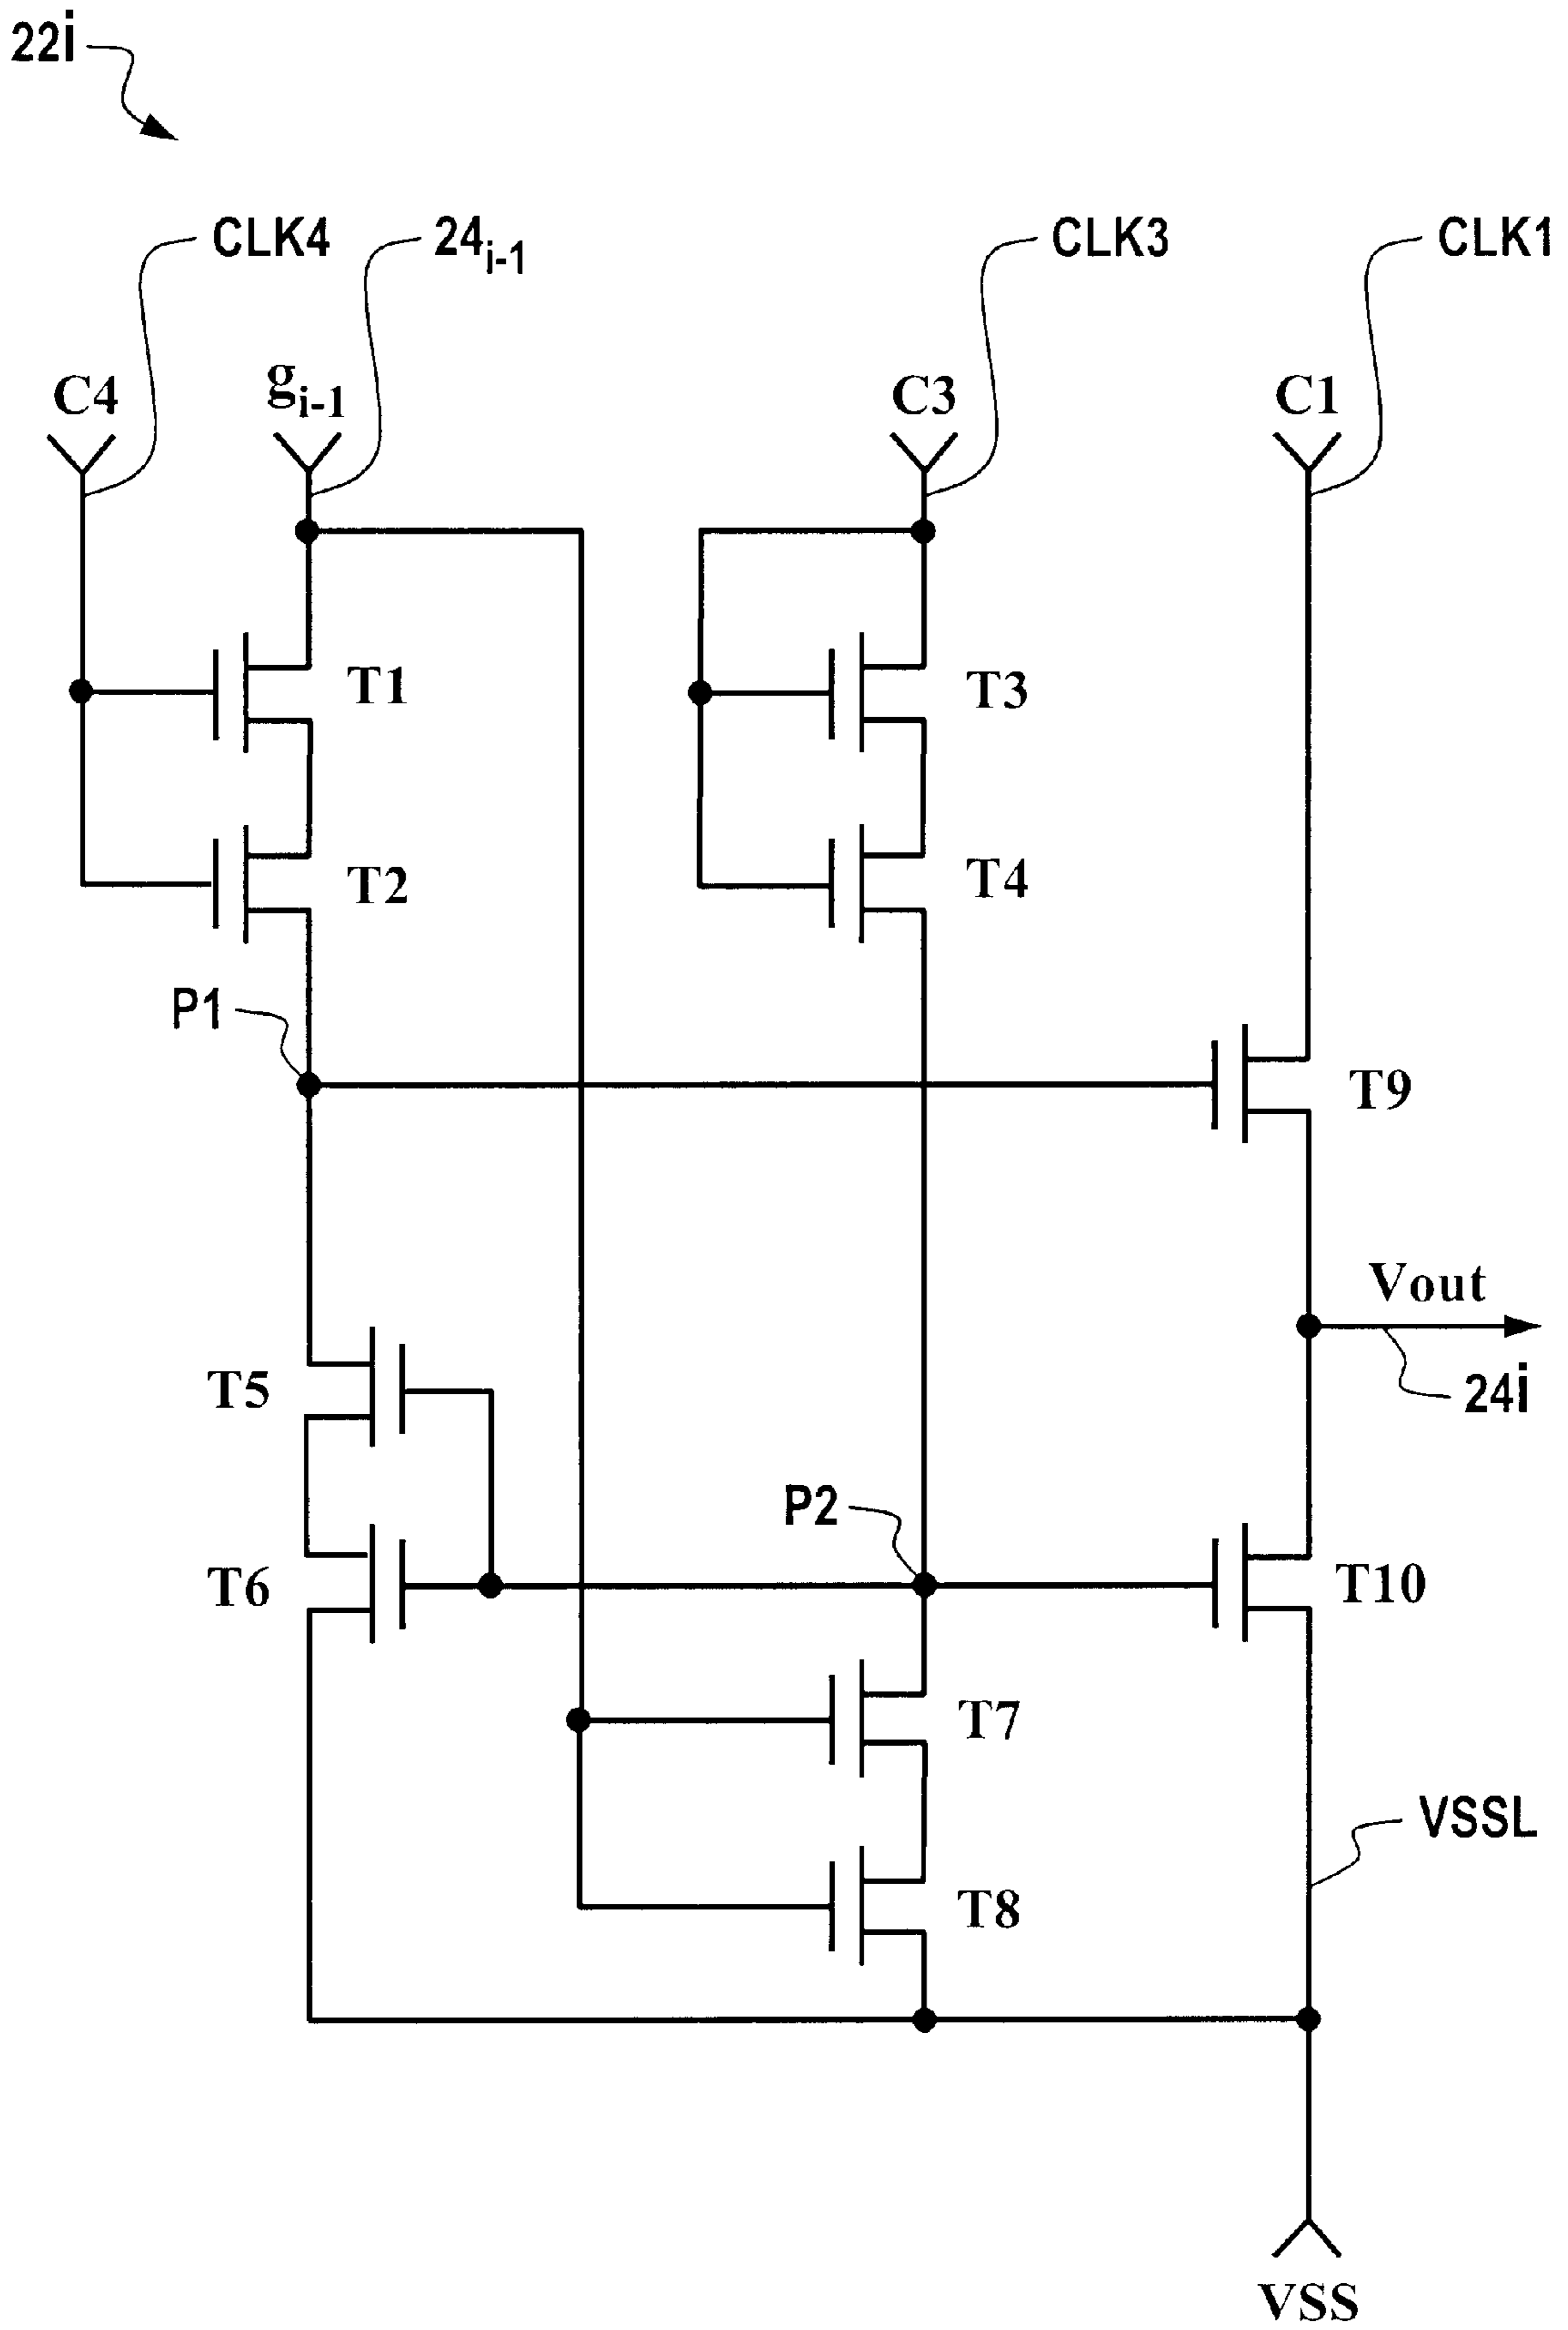 22i
CLK4
24i-1
CLK3
CLK1
C4
gi-1
C3
C1
T1
T3
T2
T4
P1
T9
Vout
T5
24i
P2
T6
T10
T7
VSSL
T8
VSS